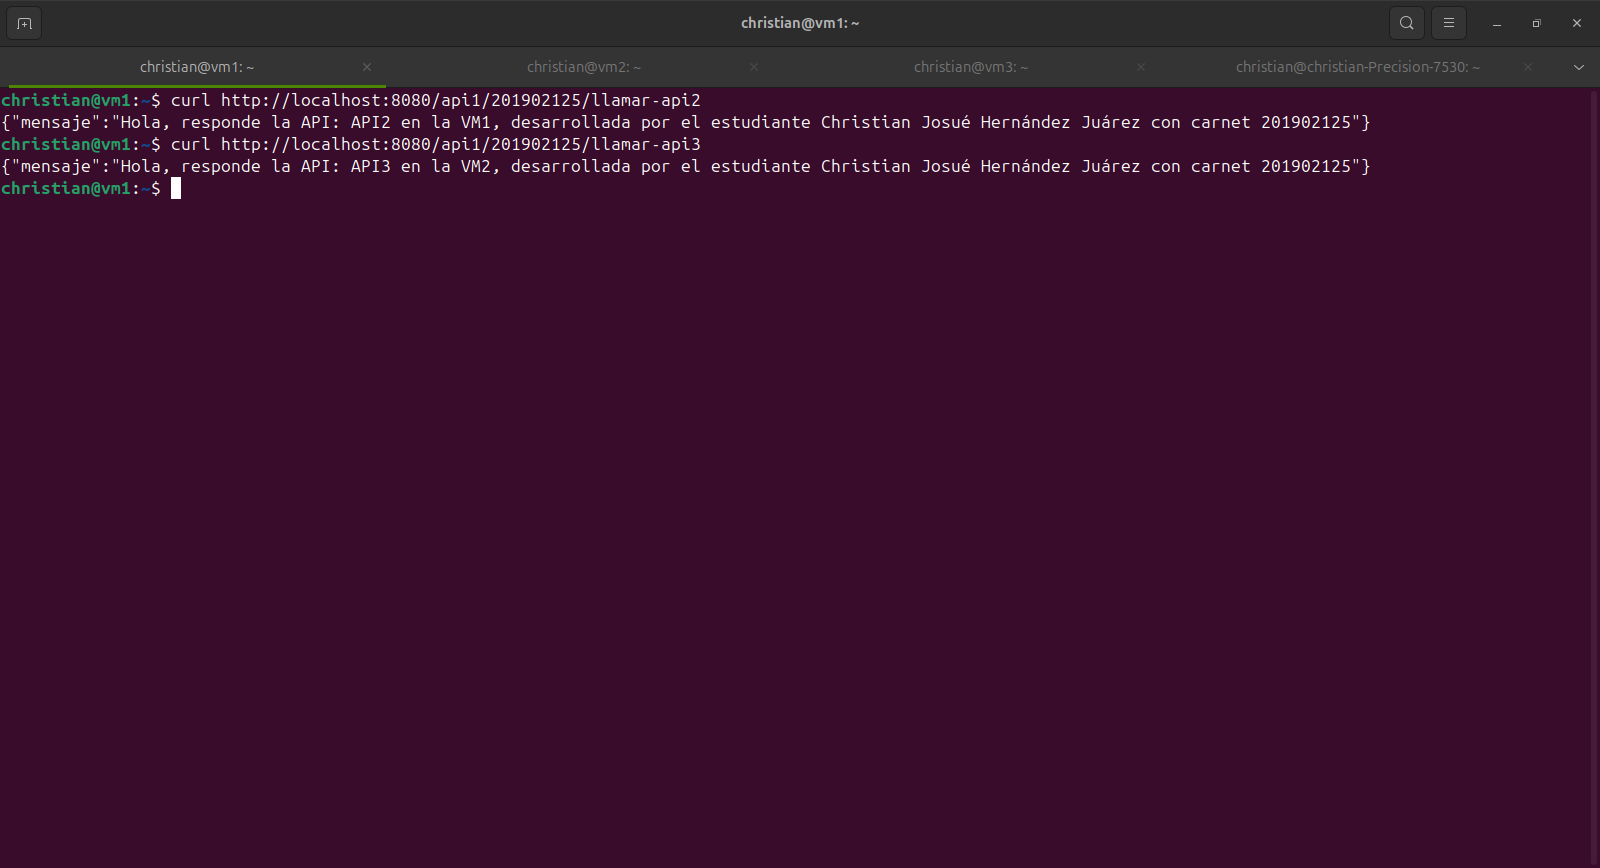 christian@vm1: ~
christian@vm1: ~
christian@vm2: ~
christian@vm3: ~
christian@christian-Precision-7530: ~
christian@vm1:~$ curl http://localhost:8080/api1/201902125/llamar-api2
{"mensaje":"Hola, responde la API: API2 en la VM1, desarrollada por el estudiante Christian Josué Hernández Juárez con carnet 201902125"}
christian@vm1:~$ curl http://localhost:8080/api1/201902125/llamar-api3
{"mensaje":"Hola, responde la API: API3 en la VM2, desarrollada por el estudiante Christian Josué Hernández Juárez con carnet 201902125"}
christian@vm1:~$